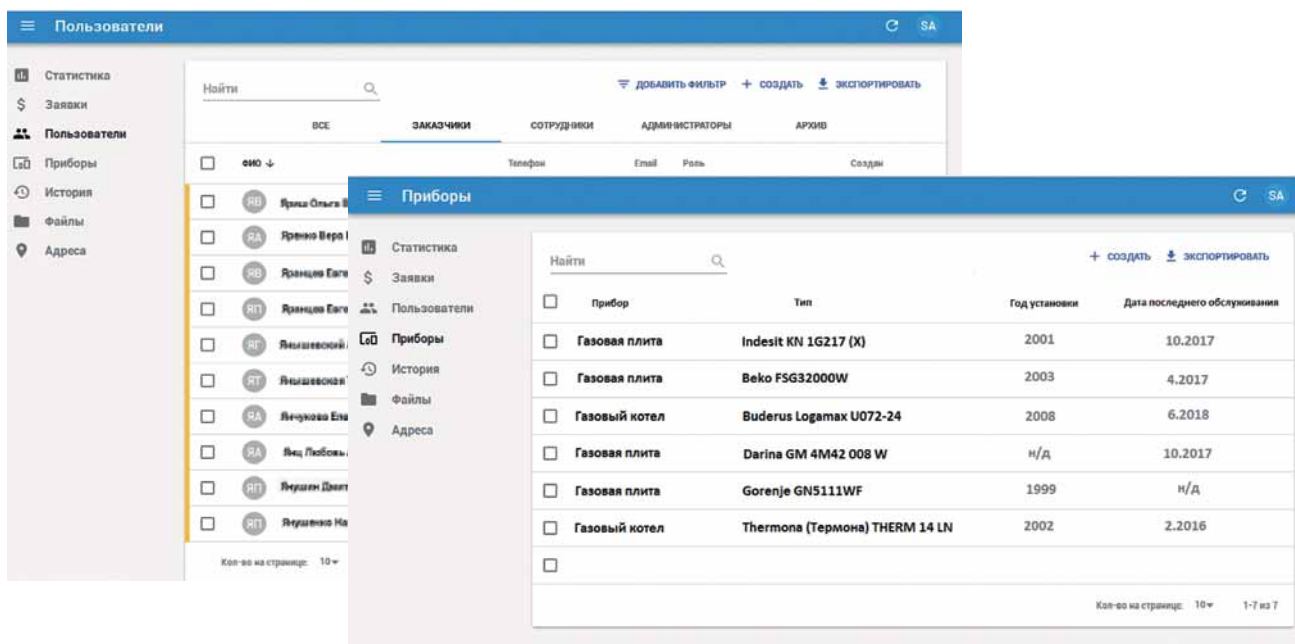 Пользователи
SA
Статистика
Заявки
Пользователи
Приборы
История
Файлы
Адреса
Найти
ДОБАВИТЬ ФИЛЬТР + СОЗДАТЬ ЭКСПОРТИРОВАТЬ
ВСЕ ЗАКАЗЧИКИ СОТРУДНИКИ АДМИНИСТРАТОРЫ АРХИВ
ФИО ↓ Телефон Email Роль Создан
ЯВ
ЯА Вера
ЯВ
ЯП
ЯГ
ЯТ
ЯА
ЯА Любовь
ЯП
ЯП
Кол-во на странице: 10
Приборы
SA
Статистика
Заявки
Пользователи
Приборы
История
Файлы
Адреса
Найти
+ СОЗДАТЬ ЭКСПОРТИРОВАТЬ
Прибор Тип Год установки Дата последнего обслуживания
Газовая плита Indesit KN 1G217 (X) 2001 10.2017
Газовая плита Beko FSG32000W 2003 4.2017
Газовый котел Buderus Logamax U072-24 2008 6.2018
Газовая плита Darina GM 4M42 008 W н/д 10.2017
Газовая плита Gorenje GN5111WF 1999 н/д
Газовый котел Thermona (Термона) THERM 14 LN 2002 2.2016
Кол-во на странице: 10 1-7 из 7